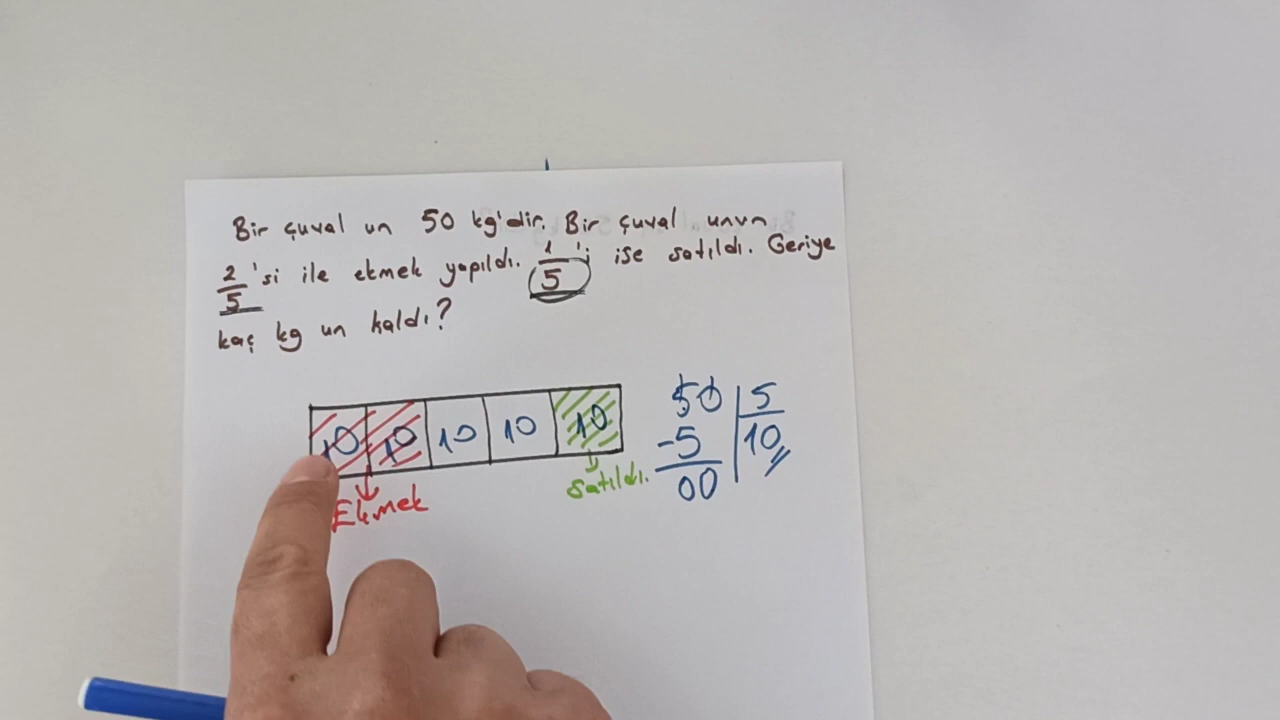 Bir çuval un 50 kg'dir. Bir çuval unun
2/5 'si ile ekmek yapıldı. 1/5 'i ise satıldı. Geriye
kaç kg un kaldı?
10 10 10 10 10
Ekmek
satıldı.
50 5
-5 10
00